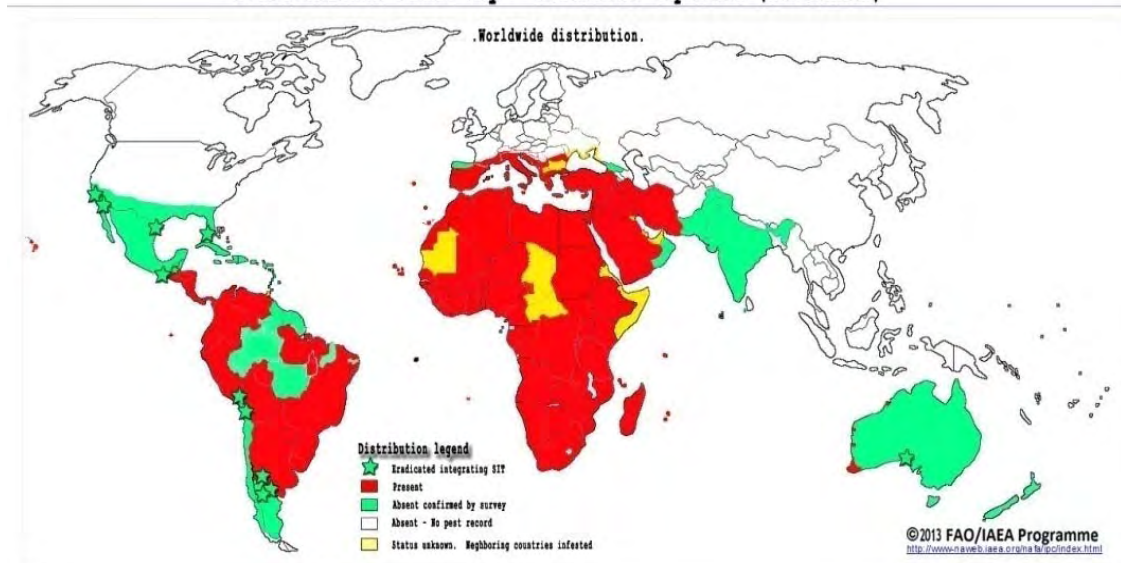 .Worldwide distribution.
Distribution legend
Eradicated integrating SIT
Present
Absent confirmed by survey
Absent - No pest record
Status unknown. Neighboring countries infested
©2013 FAO/IAEA Programme
http://www-naweb.iaea.org/nafa/ipc/index.html